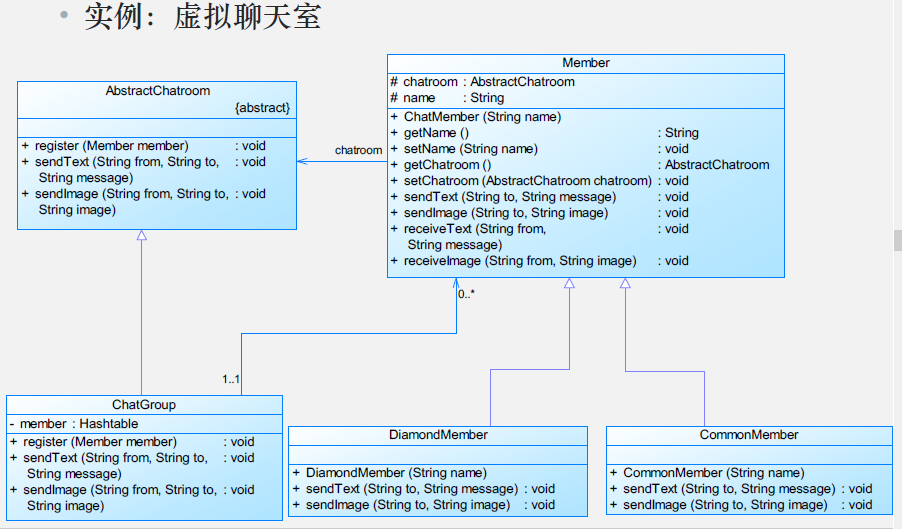 • 实例：虚拟聊天室
AbstractChatroom
{abstract}
+ register (Member member) : void
+ sendText (String from, String to, : void
String message)
+ sendImage (String from, String to, : void
String image)
chatroom
Member
# chatroom : AbstractChatroom
# name : String
+ ChatMember (String name)
+ getName () : String
+ setName (String name) : void
+ getChatroom () : AbstractChatroom
+ setChatroom (AbstractChatroom chatroom) : void
+ sendText (String to, String message) : void
+ sendImage (String to, String image) : void
+ receiveText (String from, : void
String message)
+ receiveImage (String from, String image) : void
0..*
1..1
ChatGroup
- member : Hashtable
+ register (Member member) : void
+ sendText (String from, String to, : void
String message)
+ sendImage (String from, String to, : void
String image)
DiamondMember
+ DiamondMember (String name)
+ sendText (String to, String message) : void
+ sendImage (String to, String image) : void
CommonMember
+ CommonMember (String name)
+ sendText (String to, String message) : void
+ sendImage (String to, String image) : void